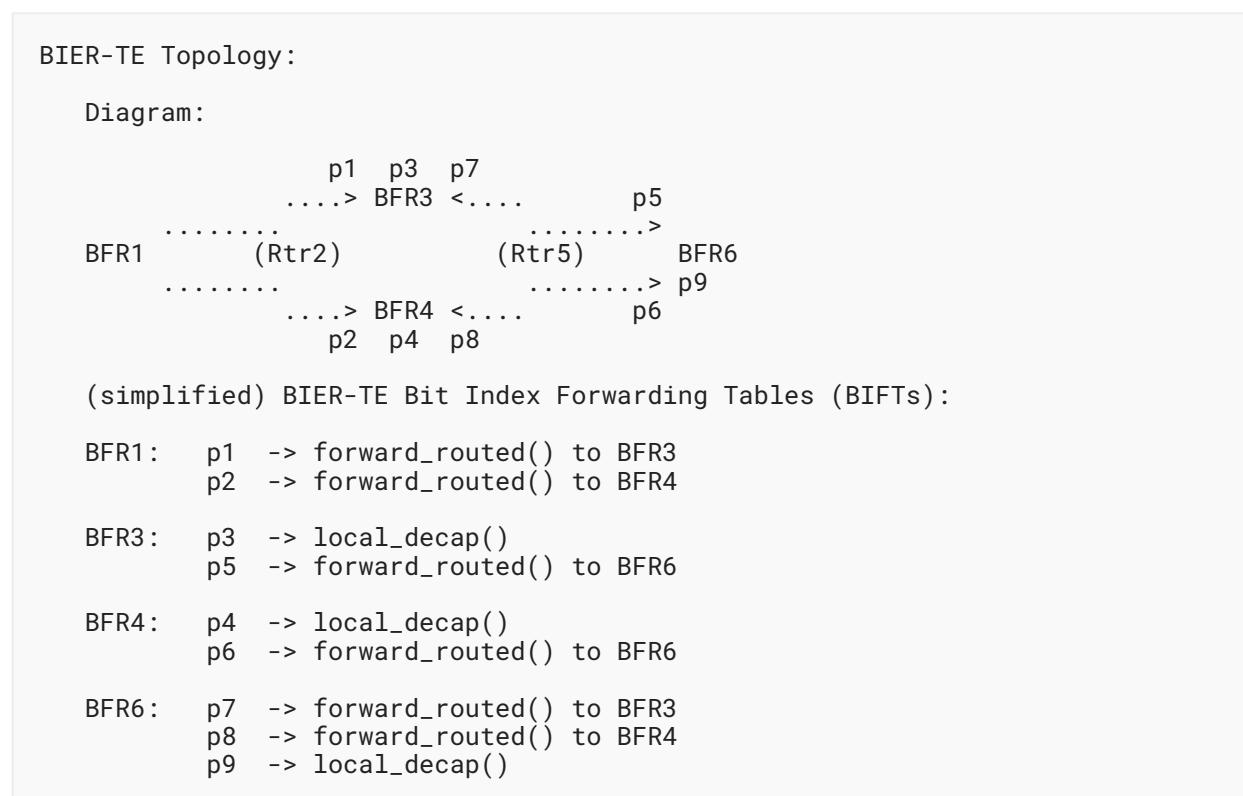 BIER-TE Topology:
Diagram:
p1 p3 p7
....> BFR3 <.... p5
........ ........>
BFR1 (Rtr2) (Rtr5) BFR6
........ ........> p9
....> BFR4 <.... p6
p2 p4 p8
(simplified) BIER-TE Bit Index Forwarding Tables (BIFTs):
BFR1: p1 -> forward_routed() to BFR3
p2 -> forward_routed() to BFR4
BFR3: p3 -> local_decap()
p5 -> forward_routed() to BFR6
BFR4: p4 -> local_decap()
p6 -> forward_routed() to BFR6
BFR6: p7 -> forward_routed() to BFR3
p8 -> forward_routed() to BFR4
p9 -> local_decap()